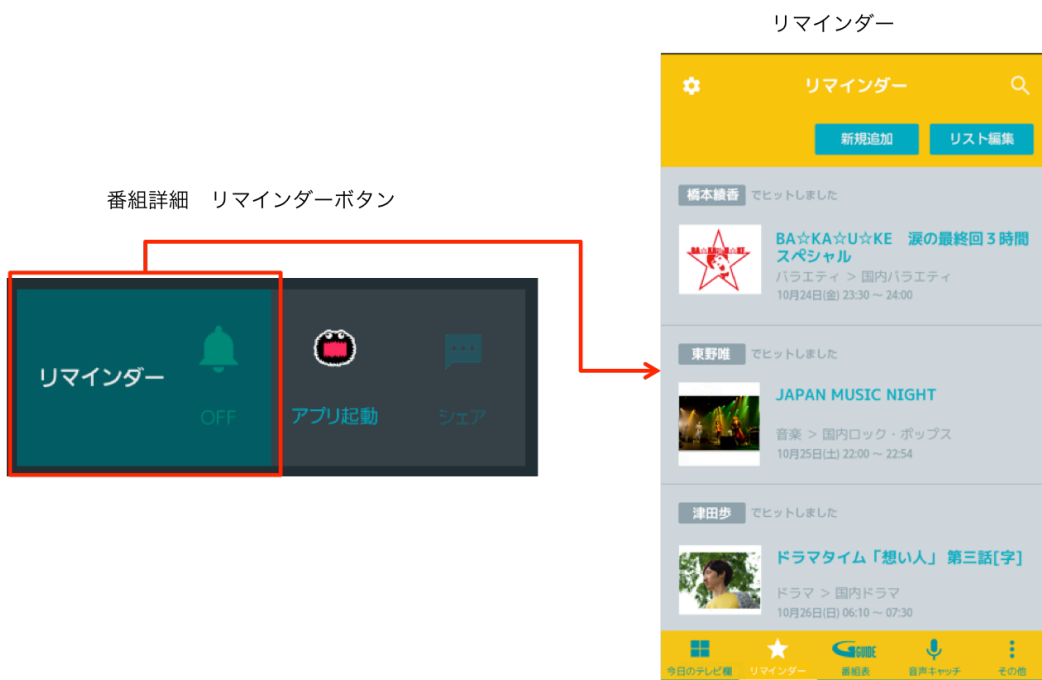 リマインダー
番組詳細　リマインダーボタン
リマインダー
OFF
アプリ起動
シェア
リマインダー
新規追加
リスト編集
橋本綾香 でヒットしました
BA☆KA☆U☆KE
BA☆KA☆U☆KE　涙の最終回３時間
スペシャル
バラエティ > 国内バラエティ
10月24日(金) 23:30 ～ 24:00
東野唯 でヒットしました
JAPAN MUSIC NIGHT
音楽 > 国内ロック・ポップス
10月25日(土) 22:00 ～ 22:54
津田歩 でヒットしました
ドラマタイム「想い人」 第三話[字]
ドラマ > 国内ドラマ
10月26日(日) 06:10 ～ 07:30
G GUIDE
今日のテレビ欄
リマインダー
番組表
音声キャッチ
その他